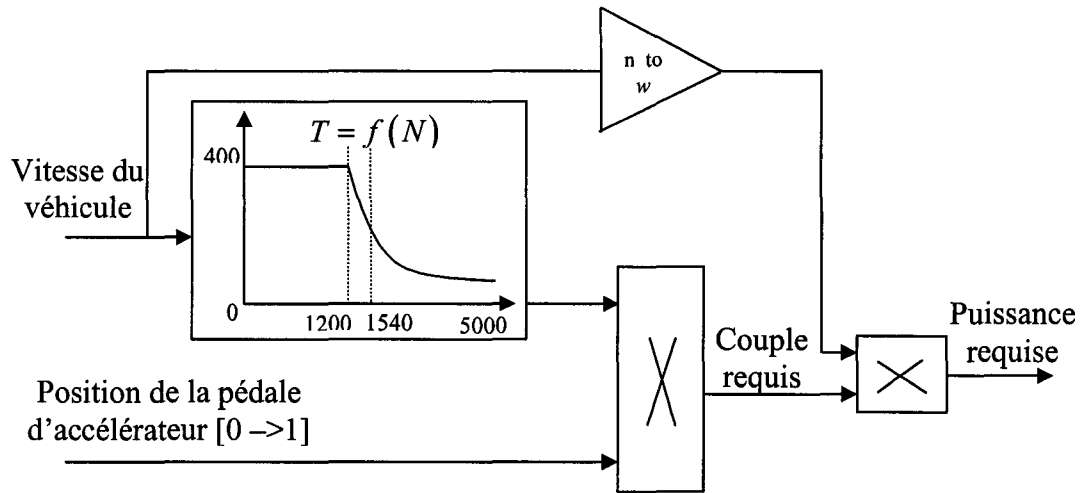 n to
w
T = f(N)
400
Vitesse du
véhicule
0
1200 1540 5000
Couple
requis
Puissance
requise
Position de la pédale
d'accélérateur [0 –>1]